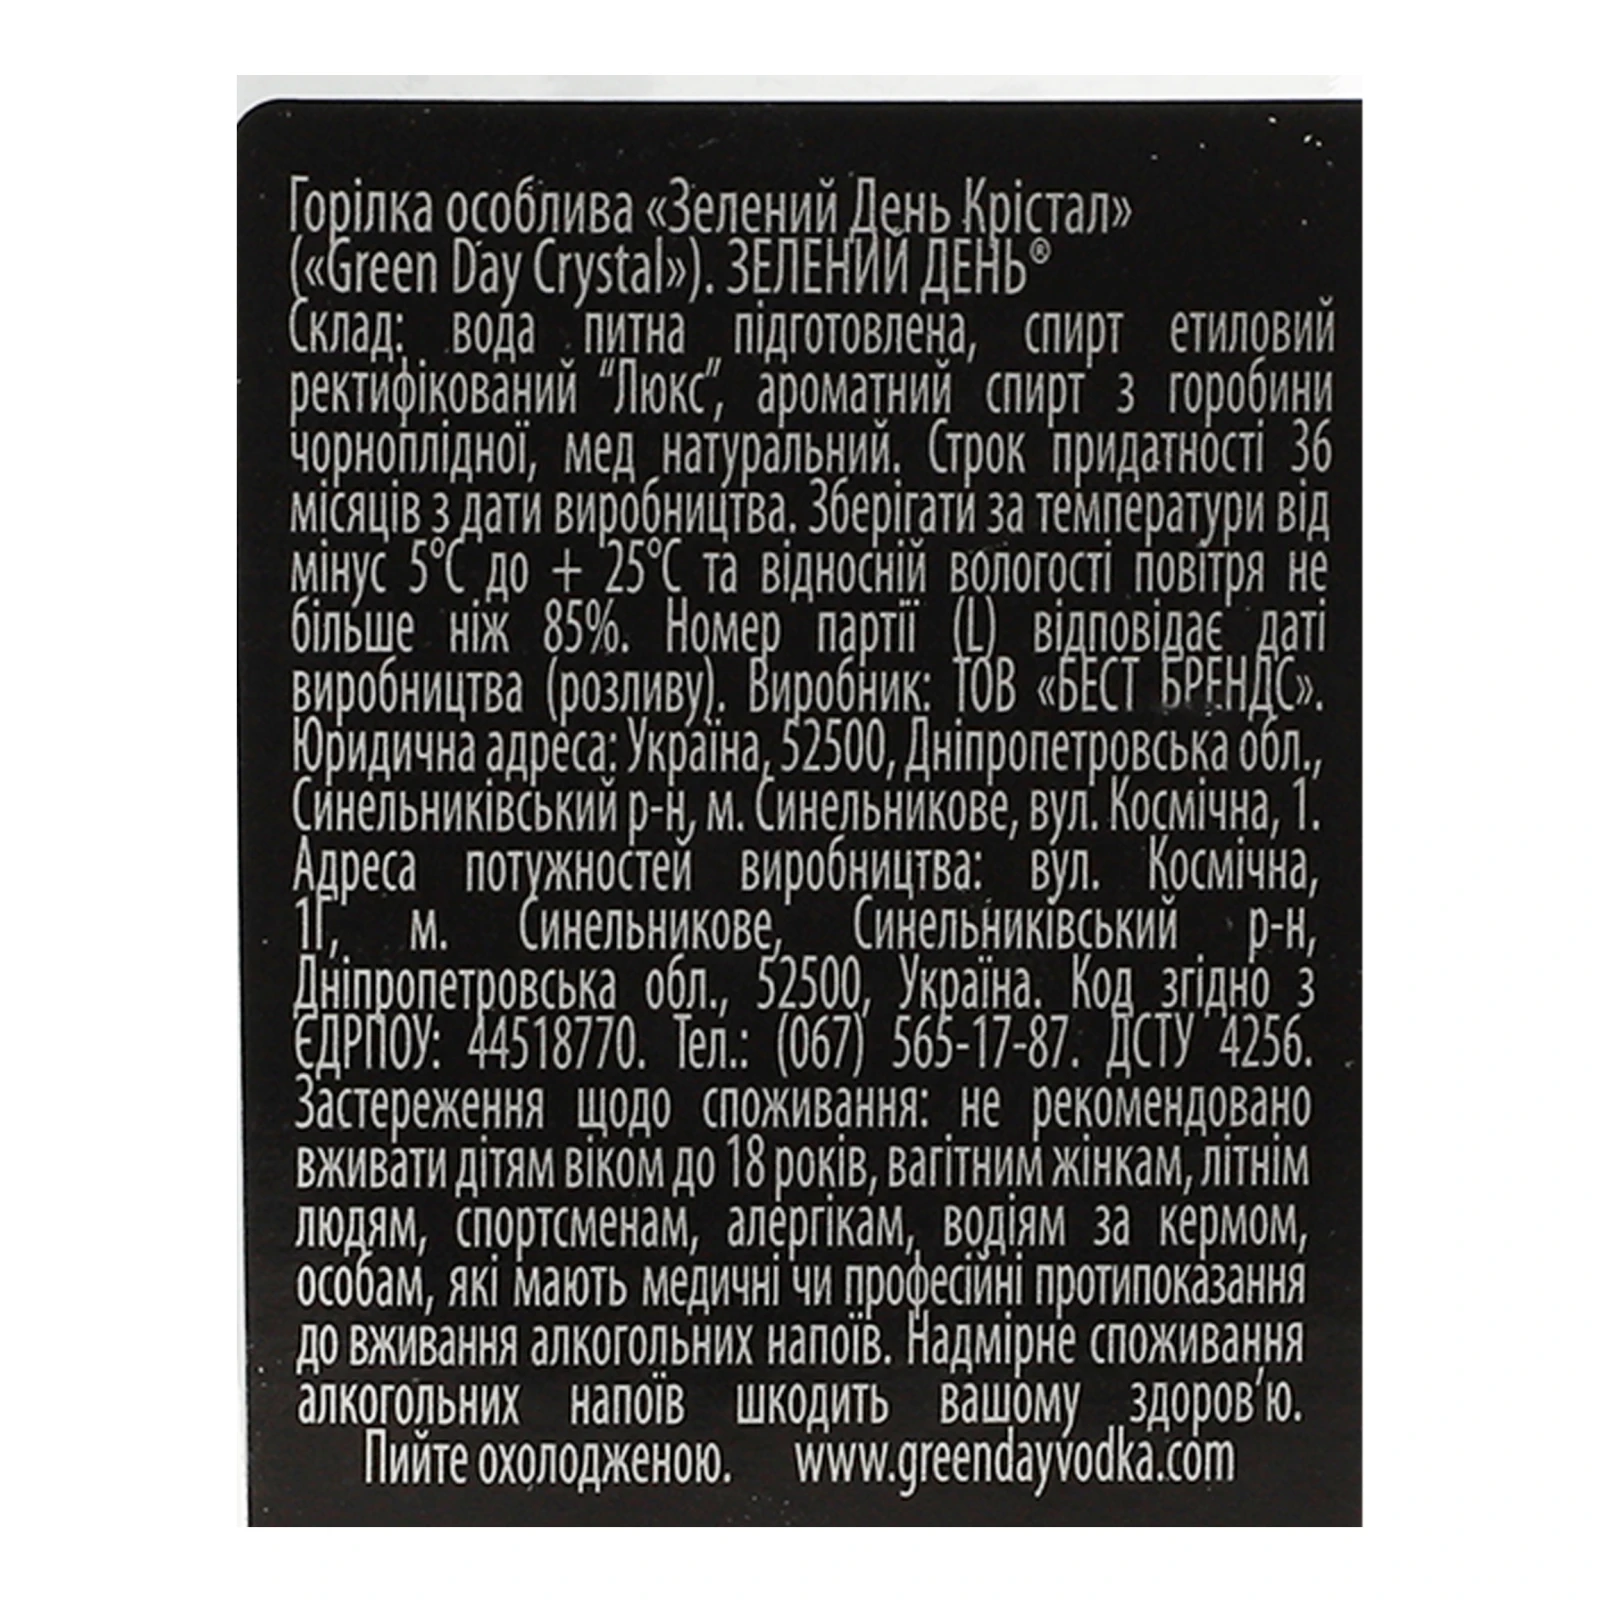 Горілка особлива «Зелений День Крістал»
(«Green Day Crystal»). ЗЕЛЕНИЙ ДЕНЬ®
Склад: вода питна підготовлена, спирт етиловий
ректифікований “Люкс”, ароматний спирт з горобини
чорноплідної, мед натуральний. Строк придатності 36
місяців з дати виробництва. Зберігати за температури від
мінус 5°С до + 25°С та відносній вологості повітря не
більше ніж 85%. Номер партії (L) відповідає даті
виробництва (розливу). Виробник: ТОВ «БЕСТ БРЕНДС».
Юридична адреса: Україна, 52500, Дніпропетровська обл.,
Синельниківський р-н, м. Синельникове, вул. Космічна, 1.
Адреса потужностей виробництва: вул. Космічна,
1Г, м. Синельникове, Синельниківський р-н,
Дніпропетровська обл., 52500, Україна. Код згідно з
ЄДРПОУ: 44518770. Тел.: (067) 565-17-87. ДСТУ 4256.
Застереження щодо споживання: не рекомендовано
вживати дітям віком до 18 років, вагітним жінкам, літнім
людям, спортсменам, алергікам, водіям за кермом,
особам, які мають медичні чи професійні протипоказання
до вживання алкогольних напоїв. Надмірне споживання
алкогольних напоїв шкодить вашому здоров’ю.
Пийте охолодженою. www.greendayvodka.com